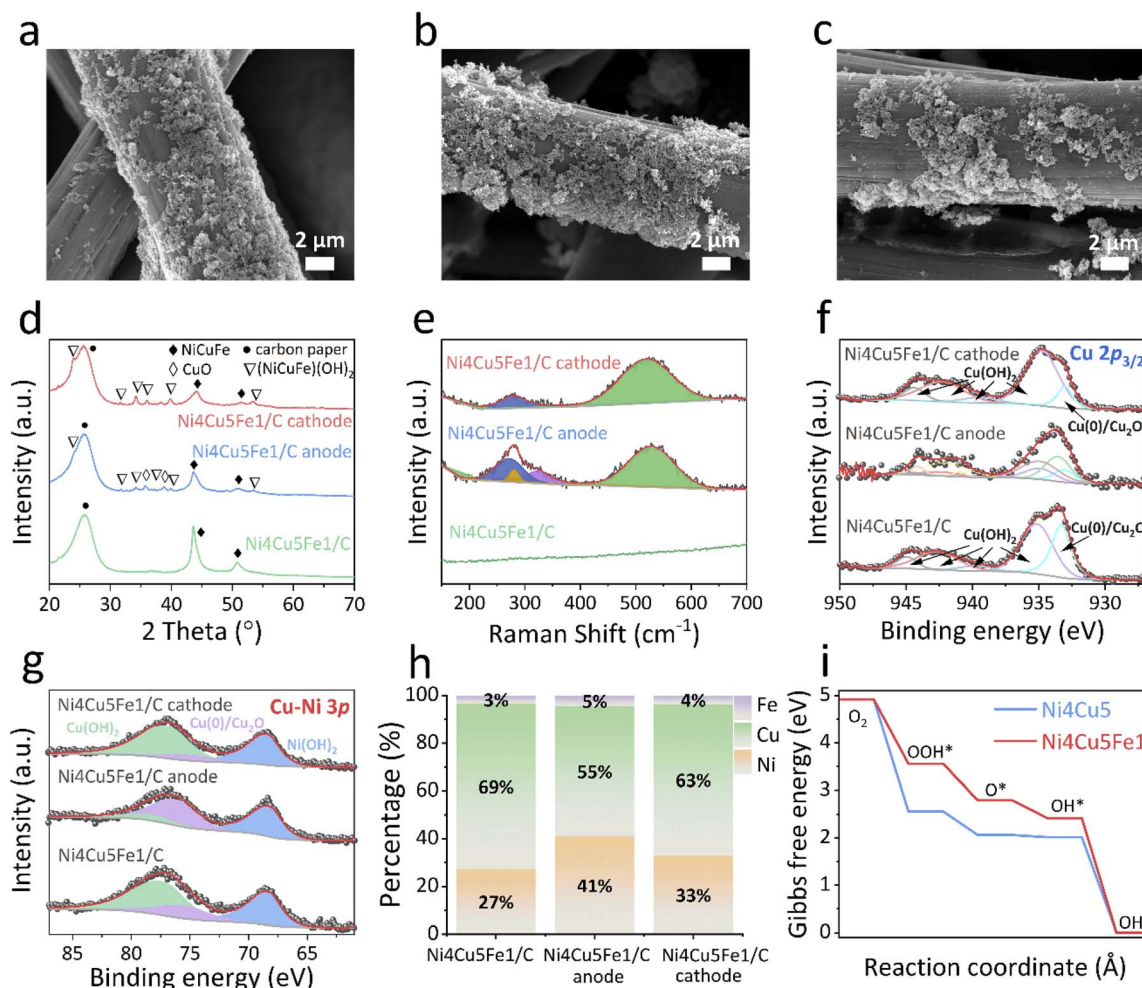 a
b
c
2 μm
2 μm
2 μm
d
Intensity (a.u.)
♦ NiCuFe
• carbon paper
◊ CuO
▽ (NiCuFe)(OH)₂
Ni4Cu5Fe1/C cathode
Ni4Cu5Fe1/C anode
Ni4Cu5Fe1/C
20 30 40 50 60 70
2 Theta (°)
e
Intensity (a.u.)
Ni4Cu5Fe1/C cathode
Ni4Cu5Fe1/C anode
Ni4Cu5Fe1/C
200 300 400 500 600 700
Raman Shift (cm⁻¹)
f
Intensity (a.u.)
Ni4Cu5Fe1/C cathode
Cu 2p₃/₂
Cu(OH)₂
Cu(0)/Cu₂O
Ni4Cu5Fe1/C anode
Ni4Cu5Fe1/C
Cu(OH)₂
Cu(0)/Cu₂O
950 945 940 935 930
Binding energy (eV)
g
Intensity (a.u.)
Ni4Cu5Fe1/C cathode
Cu-Ni 3p
Cu(OH)₂
Cu(0)/Cu₂O
Ni(OH)₂
Ni4Cu5Fe1/C anode
Ni4Cu5Fe1/C
85 80 75 70 65
Binding energy (eV)
h
Percentage (%)
100
80
60
40
20
0
3%
5%
4%
69%
55%
63%
27%
41%
33%
Fe
Cu
Ni
Ni4Cu5Fe1/C
Ni4Cu5Fe1/C
anode
Ni4Cu5Fe1/C
cathode
i
Gibbs free energy (eV)
5
4
3
2
1
0
Ni4Cu5
Ni4Cu5Fe1
O₂
OOH*
O*
OH*
Reaction coordinate (Å)